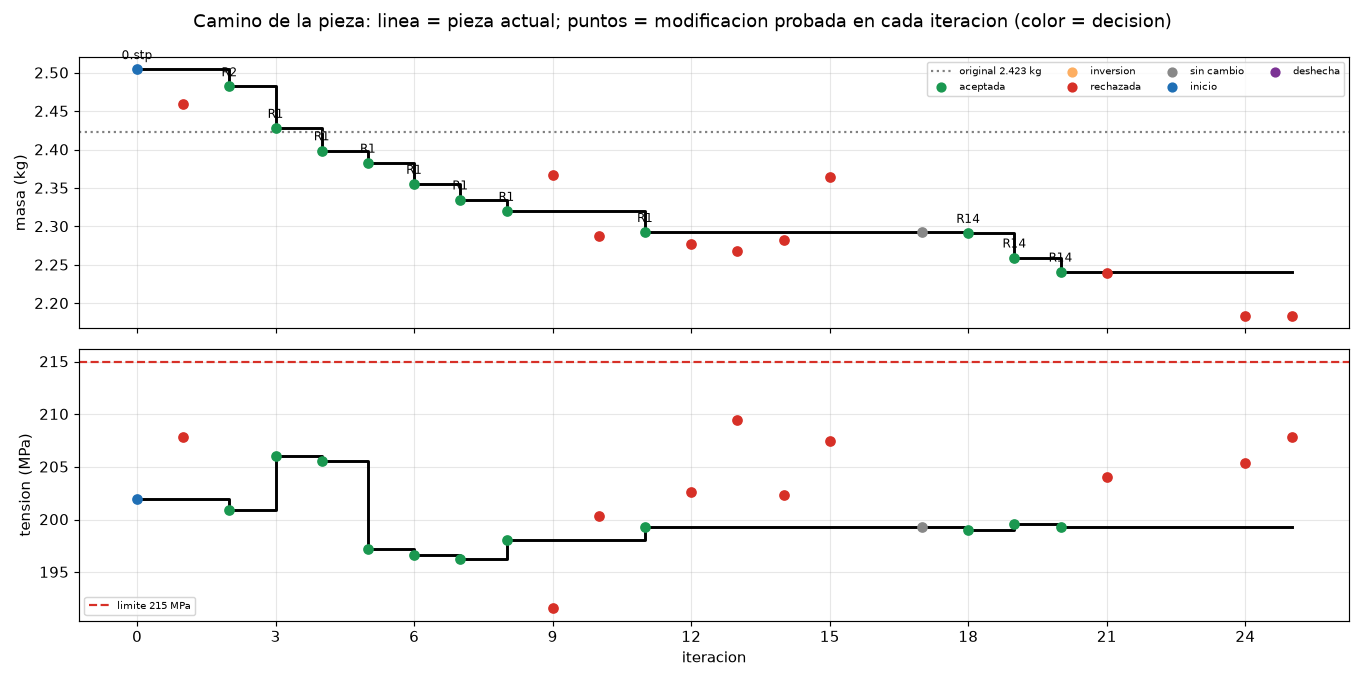 Camino de la pieza: linea = pieza actual; puntos = modificacion probada en cada iteracion (color = decision)
original 2.423 kg
aceptada
inversion
rechazada
sin cambio
inicio
deshecha
masa (kg)
2.50
2.45
2.40
2.35
2.30
2.25
2.20
0.stp
R2
R1
R1
R1
R1
R1
R1
R1
R14
R14
R14
tension (MPa)
215
210
205
200
195
limite 215 MPa
0
3
6
9
12
15
18
21
24
iteracion